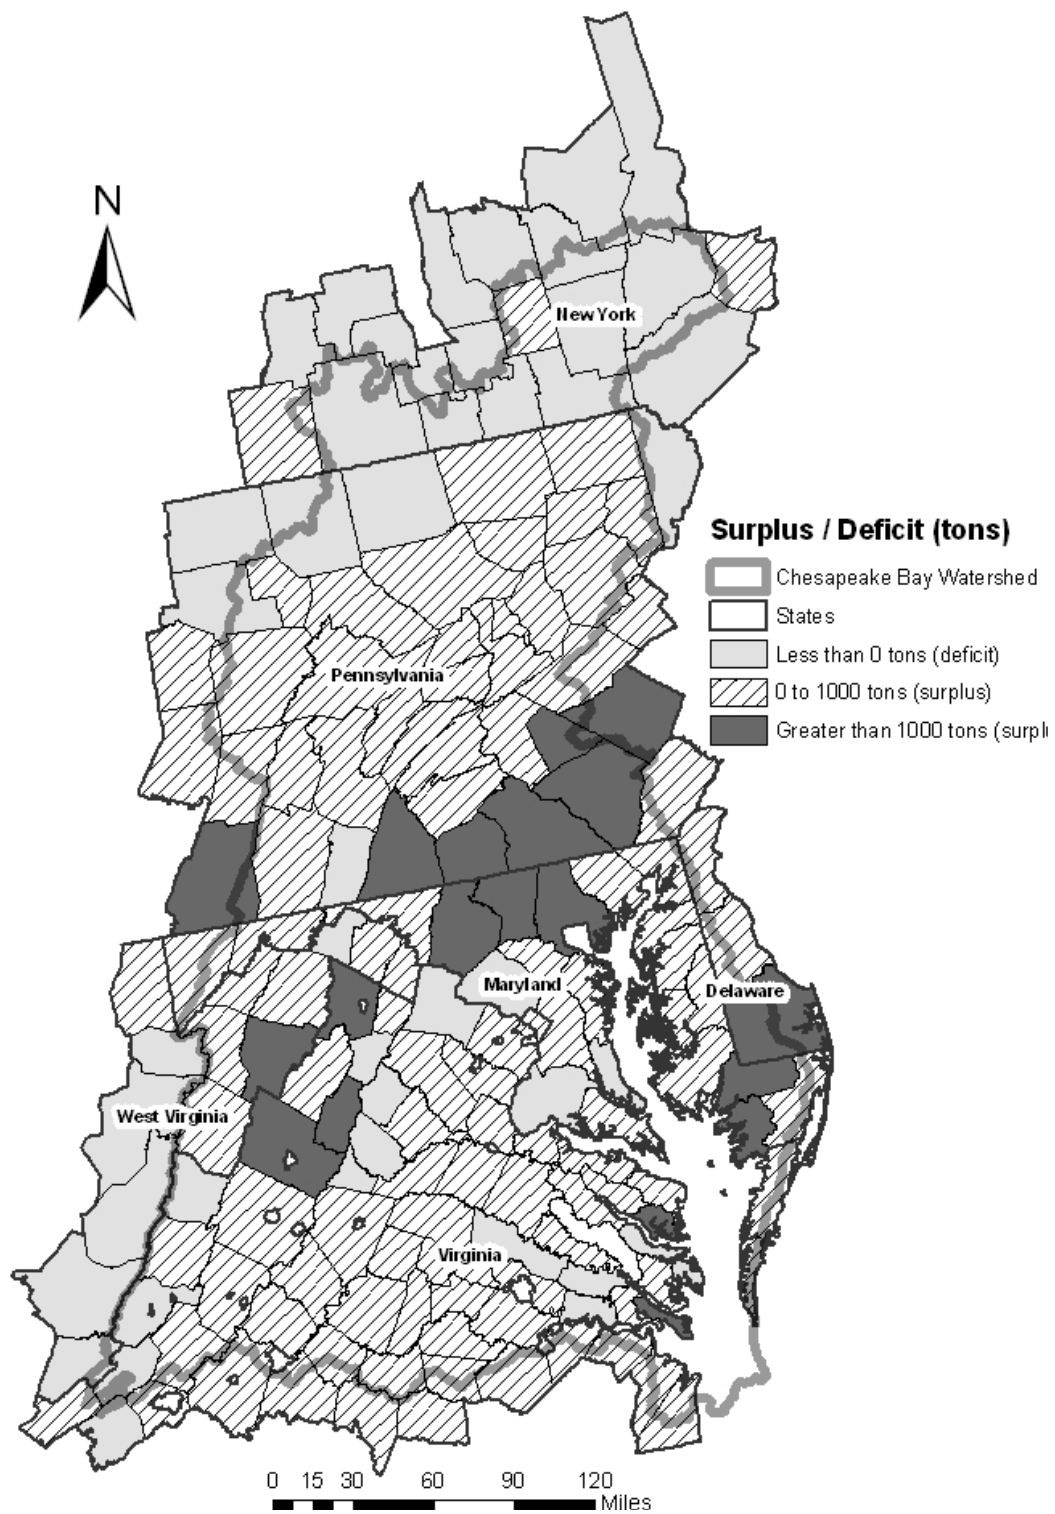 N
New York
Surplus / Deficit (tons)
Chesapeake Bay Watershed
States
Less than 0 tons (deficit)
0 to 1000 tons (surplus)
Greater than 1000 tons (surplu
Pennsylvania
Maryland
Delaware
West Virginia
Virginia
0 15 30 60 90 120
Miles